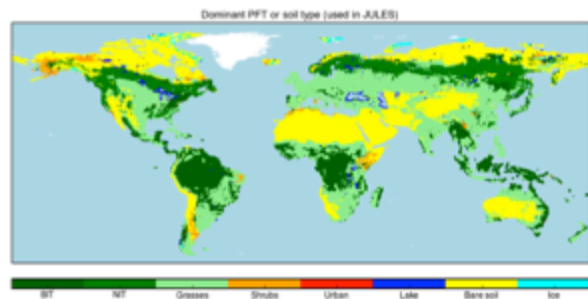 Dominant PFT or soil type (used in JULES)
BIT NIT Grasses Shrubs Urban Lake Bare soil Ice